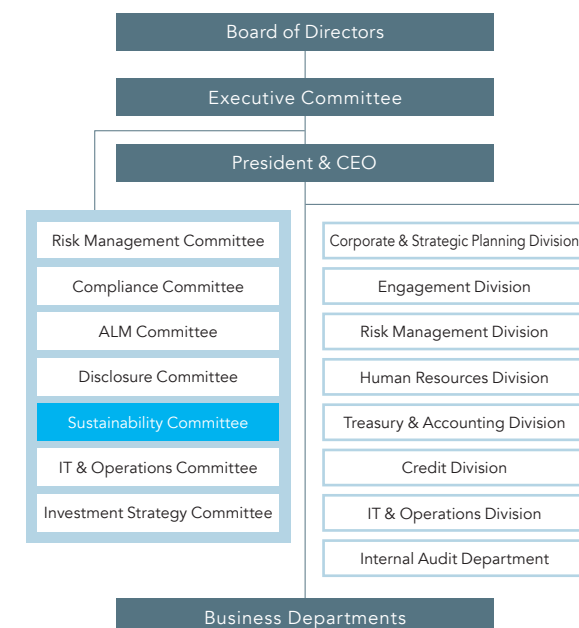 Board of Directors
Executive Committee
President & CEO
Risk Management Committee
Compliance Committee
ALM Committee
Disclosure Committee
Sustainability Committee
IT & Operations Committee
Investment Strategy Committee
Corporate & Strategic Planning Division
Engagement Division
Risk Management Division
Human Resources Division
Treasury & Accounting Division
Credit Division
IT & Operations Division
Internal Audit Department
Business Departments